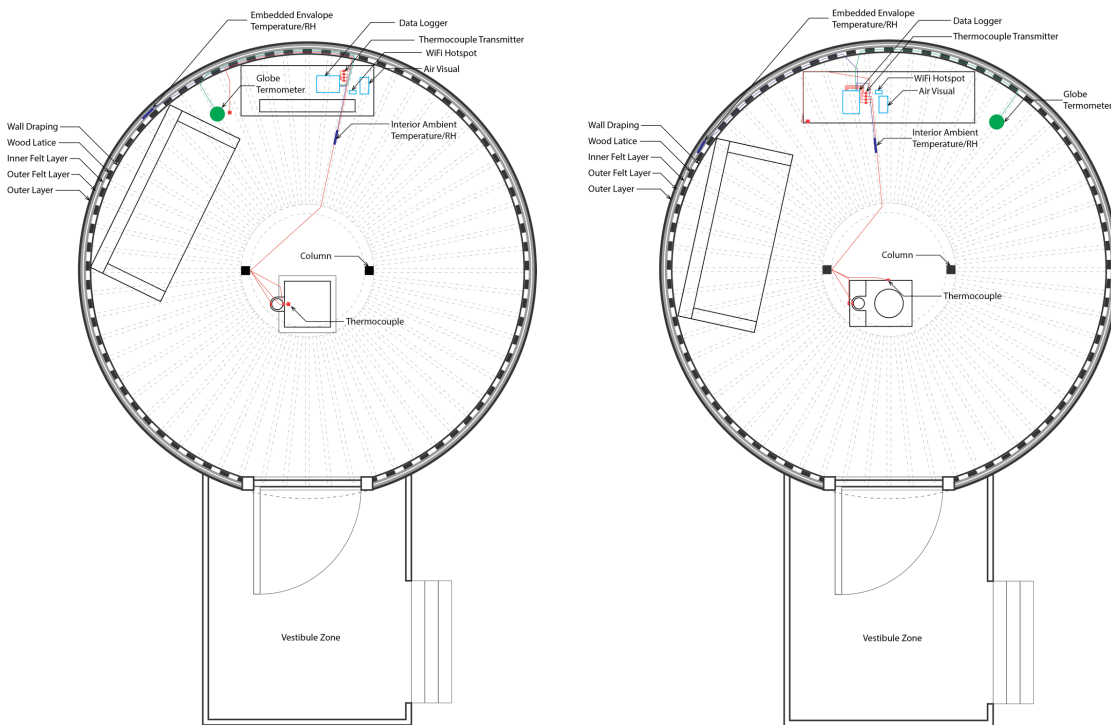 Embedded Envalope
Temperature/RH
Data Logger
Thermocouple Transmitter
WiFi Hotspot
Air Visual
Globe
Termometer
Wall Draping
Wood Latice
Inner Felt Layer
Outer Felt Layer
Outer Layer
Interior Ambient
Temperature/RH
Column
Thermocouple
Vestibule Zone
Embedded Envalope
Temperature/RH
Data Logger
Thermocouple Transmitter
WiFi Hotspot
Air Visual
Globe
Termometer
Wall Draping
Wood Latice
Inner Felt Layer
Outer Felt Layer
Outer Layer
Interior Ambient
Temperature/RH
Column
Thermocouple
Vestibule Zone